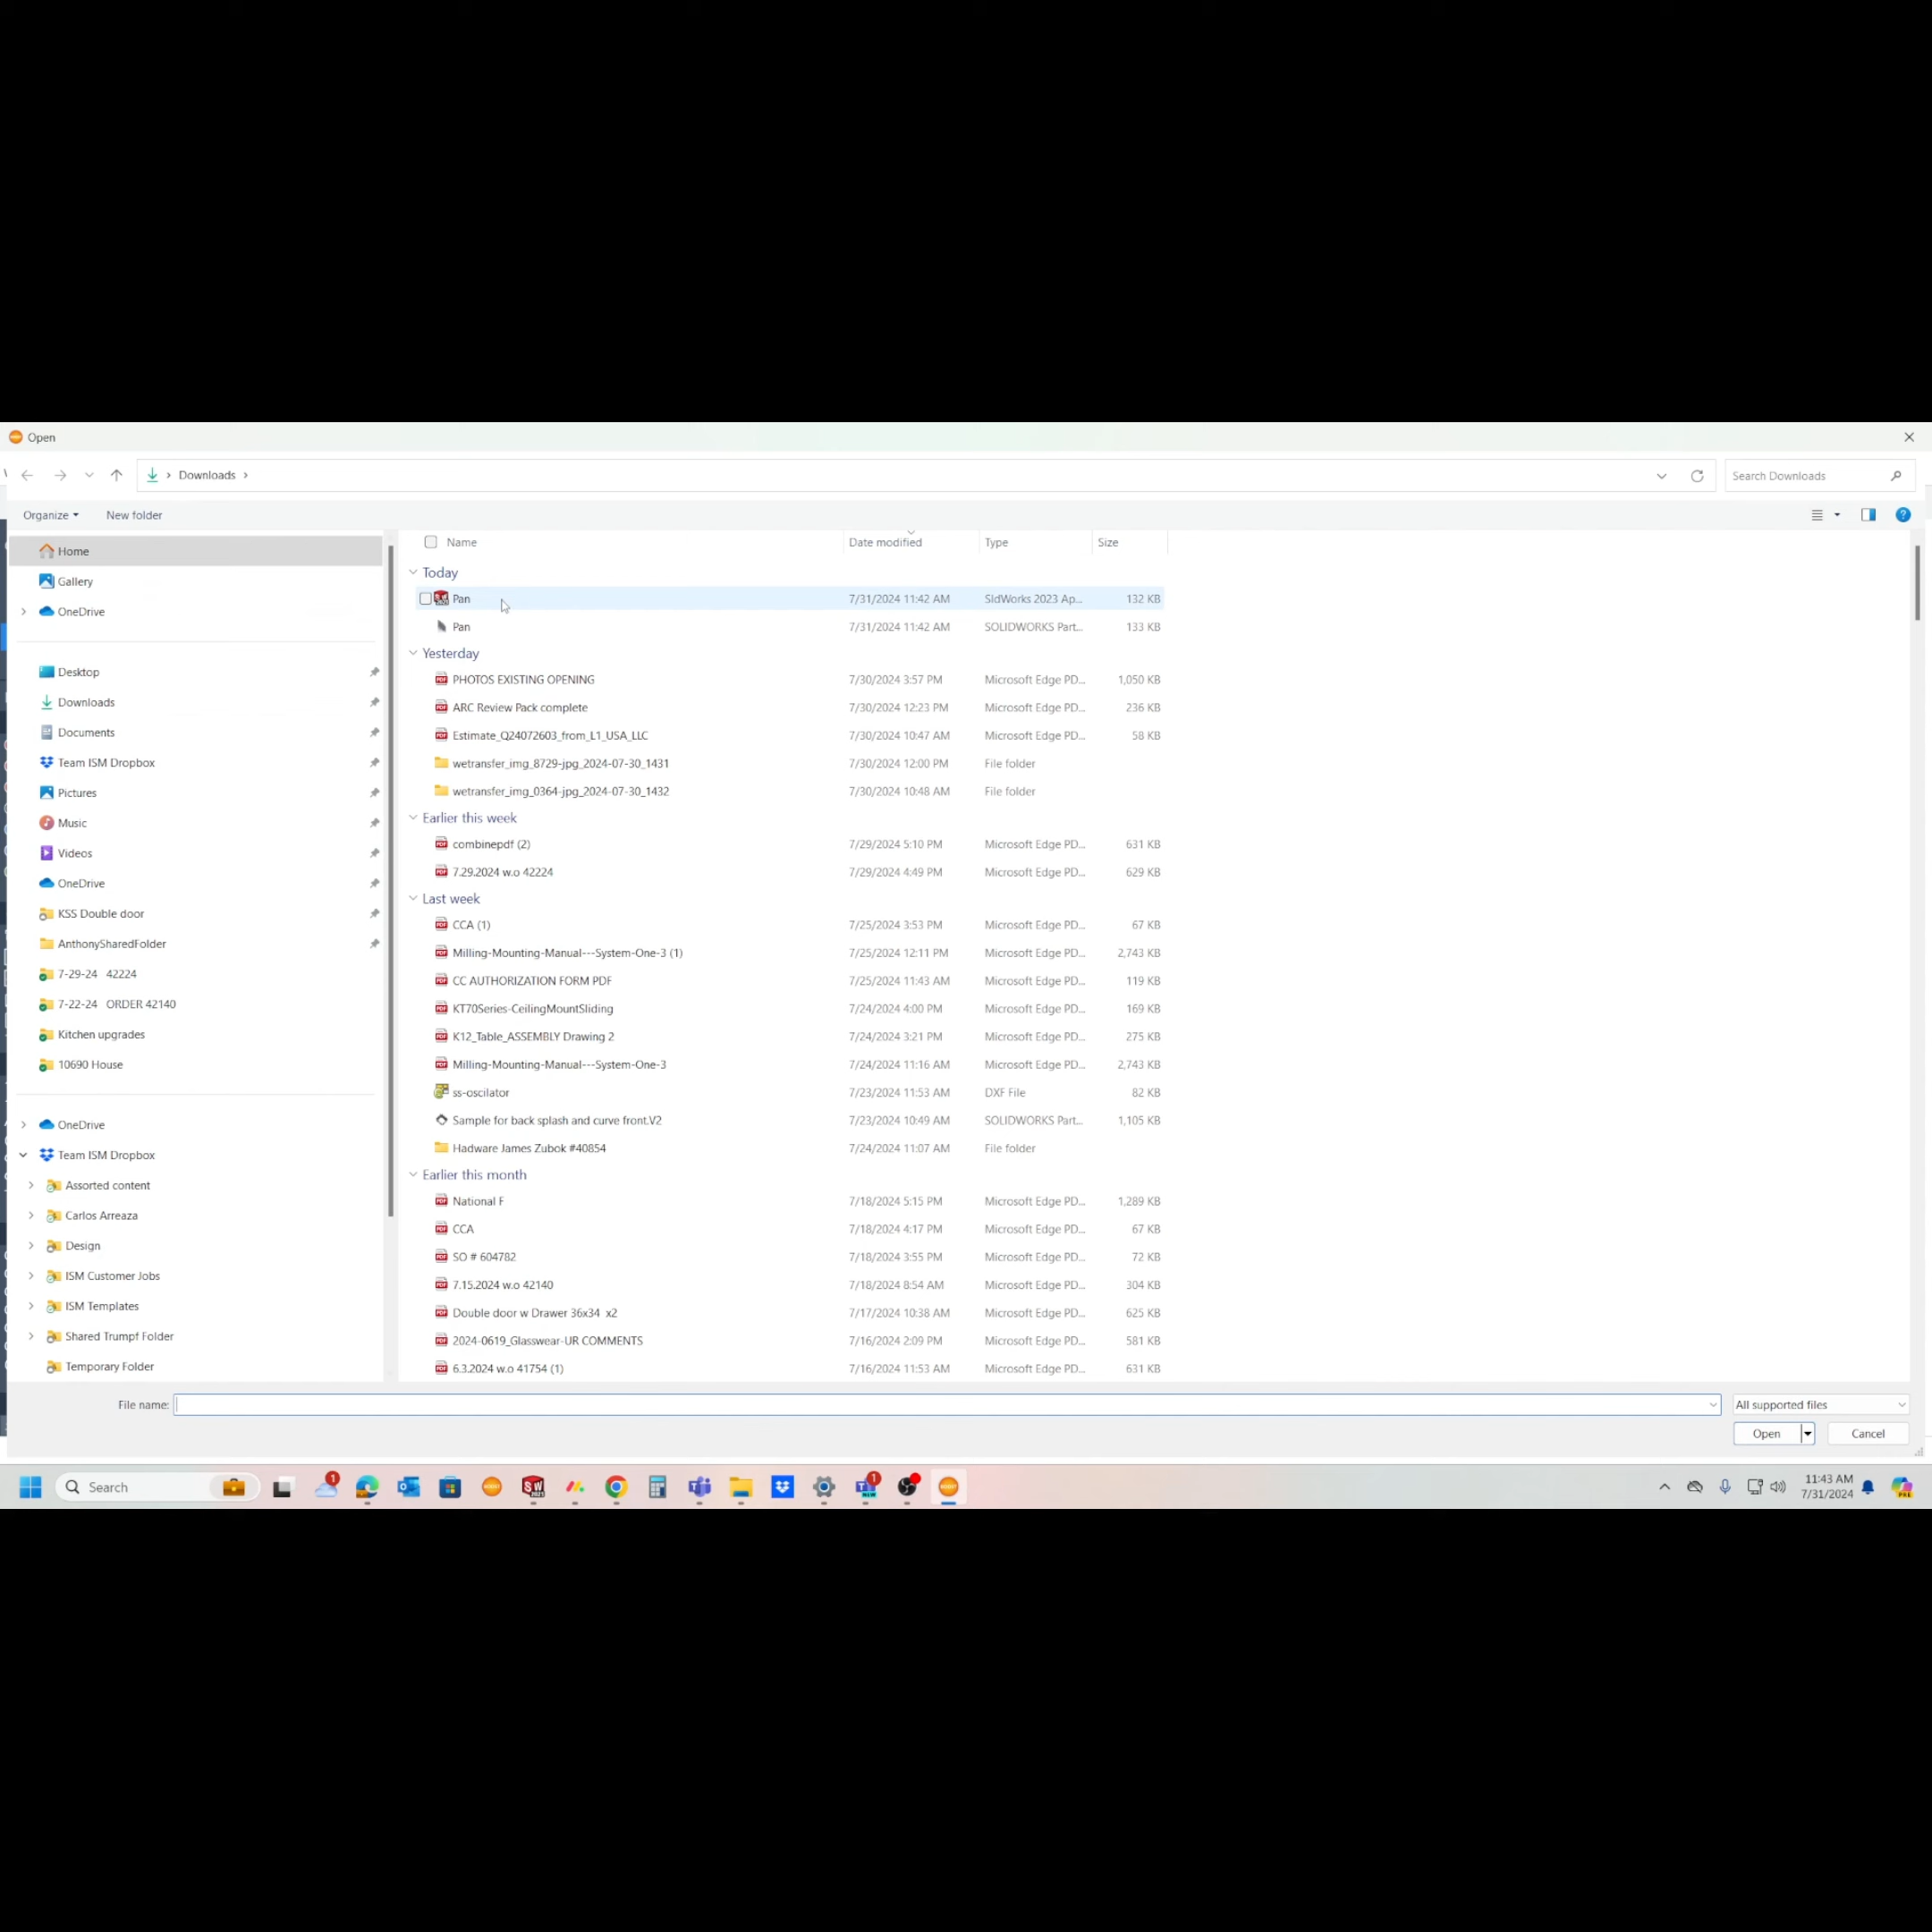 Open
Downloads
Search Downloads
Organize
New folder
Home
Gallery
OneDrive
Desktop
Downloads
Documents
Team ISM Dropbox
Pictures
Music
Videos
OneDrive
KSS Double door
AnthonySharedFolder
7-29-24 42224
7-22-24 ORDER 42140
Kitchen upgrades
10690 House
OneDrive
Team ISM Dropbox
Assorted content
Carlos Arreaza
Design
ISM Customer Jobs
ISM Templates
Shared Trumpf Folder
Temporary Folder
Name Date modified Type Size
Today
Pan 7/31/2024 11:42 AM SldWorks 2023 Ap... 132 KB
Pan 7/31/2024 11:42 AM SOLIDWORKS Part... 133 KB
Yesterday
PHOTOS EXISTING OPENING 7/30/2024 3:57 PM Microsoft Edge PD... 1,050 KB
ARC Review Pack complete 7/30/2024 12:23 PM Microsoft Edge PD... 236 KB
Estimate_Q24072603_from_L1_USA_LLC 7/30/2024 10:47 AM Microsoft Edge PD... 58 KB
wetransfer_img_8729-jpg_2024-07-30_1431 7/30/2024 12:00 PM File folder
wetransfer_img_0364-jpg_2024-07-30_1432 7/30/2024 10:48 AM File folder
Earlier this week
combinepdf (2) 7/29/2024 5:10 PM Microsoft Edge PD... 631 KB
7.29.2024 w.o 42224 7/29/2024 4:49 PM Microsoft Edge PD... 629 KB
Last week
CCA (1) 7/25/2024 3:53 PM Microsoft Edge PD... 67 KB
Milling-Mounting-Manual---System-One-3 (1) 7/25/2024 12:11 PM Microsoft Edge PD... 2,743 KB
CC AUTHORIZATION FORM PDF 7/25/2024 11:43 AM Microsoft Edge PD... 119 KB
KT70Series-CeilingMountSliding 7/24/2024 4:00 PM Microsoft Edge PD... 169 KB
K12_Table_ASSEMBLY Drawing 2 7/24/2024 3:21 PM Microsoft Edge PD... 275 KB
Milling-Mounting-Manual---System-One-3 7/24/2024 11:16 AM Microsoft Edge PD... 2,743 KB
ss-oscilator 7/23/2024 11:53 AM DXF File 82 KB
Sample for back splash and curve front.V2 7/23/2024 10:49 AM SOLIDWORKS Part... 1,105 KB
Hadware James Zubok #40854 7/24/2024 11:07 AM File folder
Earlier this month
National F 7/18/2024 5:15 PM Microsoft Edge PD... 1,289 KB
CCA 7/18/2024 4:17 PM Microsoft Edge PD... 67 KB
SO # 604782 7/18/2024 3:55 PM Microsoft Edge PD... 72 KB
7.15.2024 w.o 42140 7/18/2024 8:54 AM Microsoft Edge PD... 304 KB
Double door w Drawer 36x34 x2 7/17/2024 10:38 AM Microsoft Edge PD... 625 KB
2024-0619_Glasswear-UR COMMENTS 7/16/2024 2:09 PM Microsoft Edge PD... 581 KB
6.3.2024 w.o 41754 (1) 7/16/2024 11:53 AM Microsoft Edge PD... 631 KB
File name:
All supported files
Open
Cancel
Search
1
SW
1
NEW
11:43 AM
7/31/2024
PRE